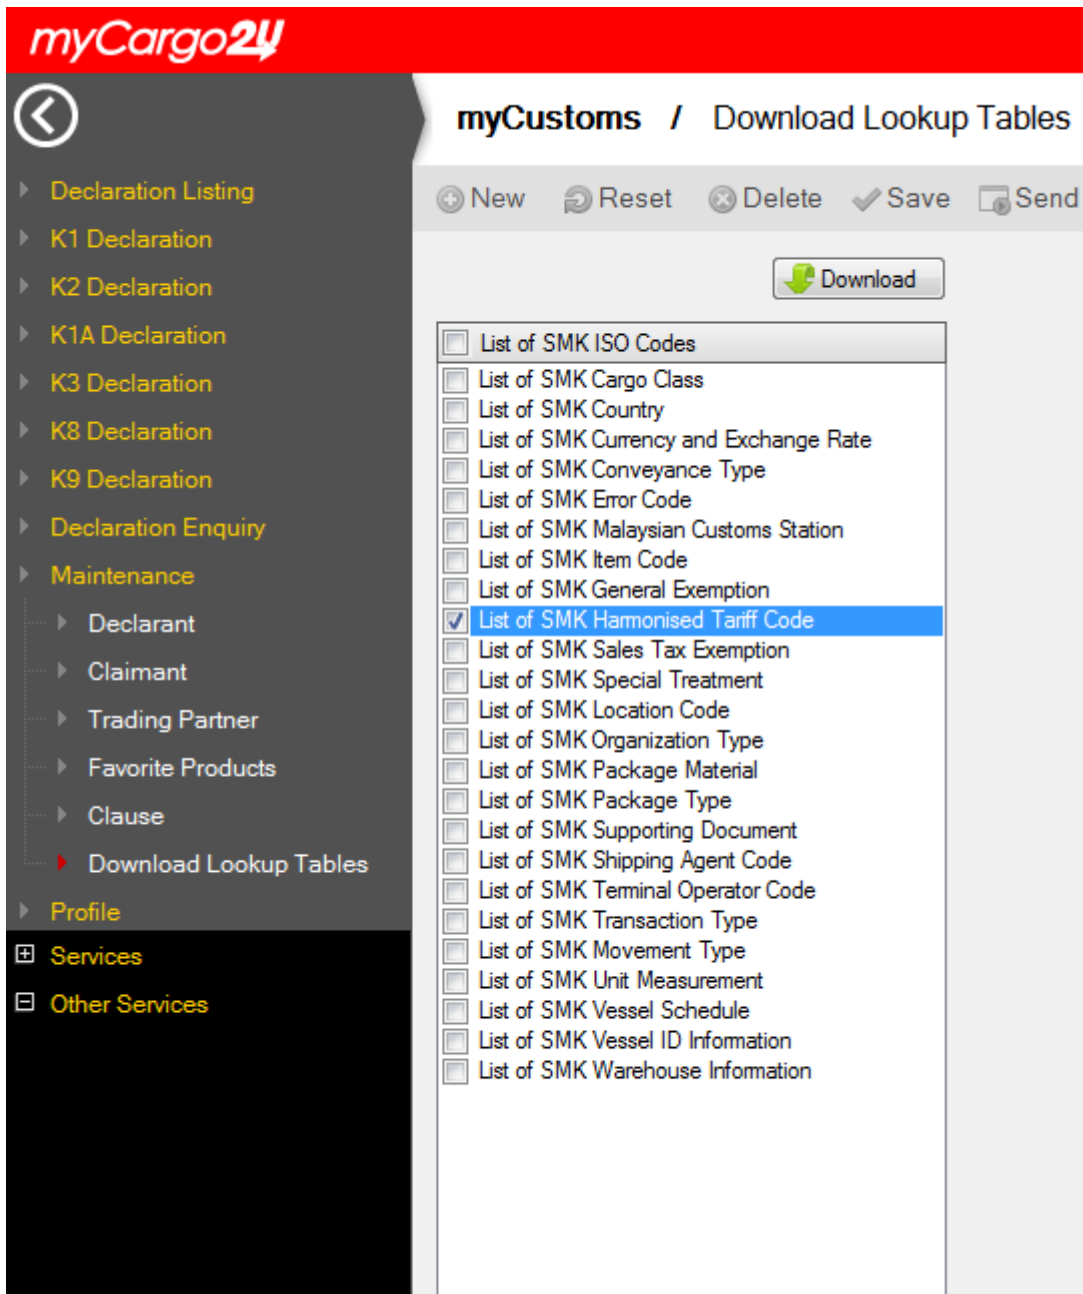 myCargo2U
myCustoms / Download Lookup Tables
Declaration Listing
K1 Declaration
K2 Declaration
K1A Declaration
K3 Declaration
K8 Declaration
K9 Declaration
Declaration Enquiry
Maintenance
Declarant
Claimant
Trading Partner
Favorite Products
Clause
Download Lookup Tables
Profile
Services
Other Services
New Reset Delete Save Send
Download
List of SMK ISO Codes
List of SMK Cargo Class
List of SMK Country
List of SMK Currency and Exchange Rate
List of SMK Conveyance Type
List of SMK Error Code
List of SMK Malaysian Customs Station
List of SMK Item Code
List of SMK General Exemption
List of SMK Harmonised Tariff Code
List of SMK Sales Tax Exemption
List of SMK Special Treatment
List of SMK Location Code
List of SMK Organization Type
List of SMK Package Material
List of SMK Package Type
List of SMK Supporting Document
List of SMK Shipping Agent Code
List of SMK Terminal Operator Code
List of SMK Transaction Type
List of SMK Movement Type
List of SMK Unit Measurement
List of SMK Vessel Schedule
List of SMK Vessel ID Information
List of SMK Warehouse Information